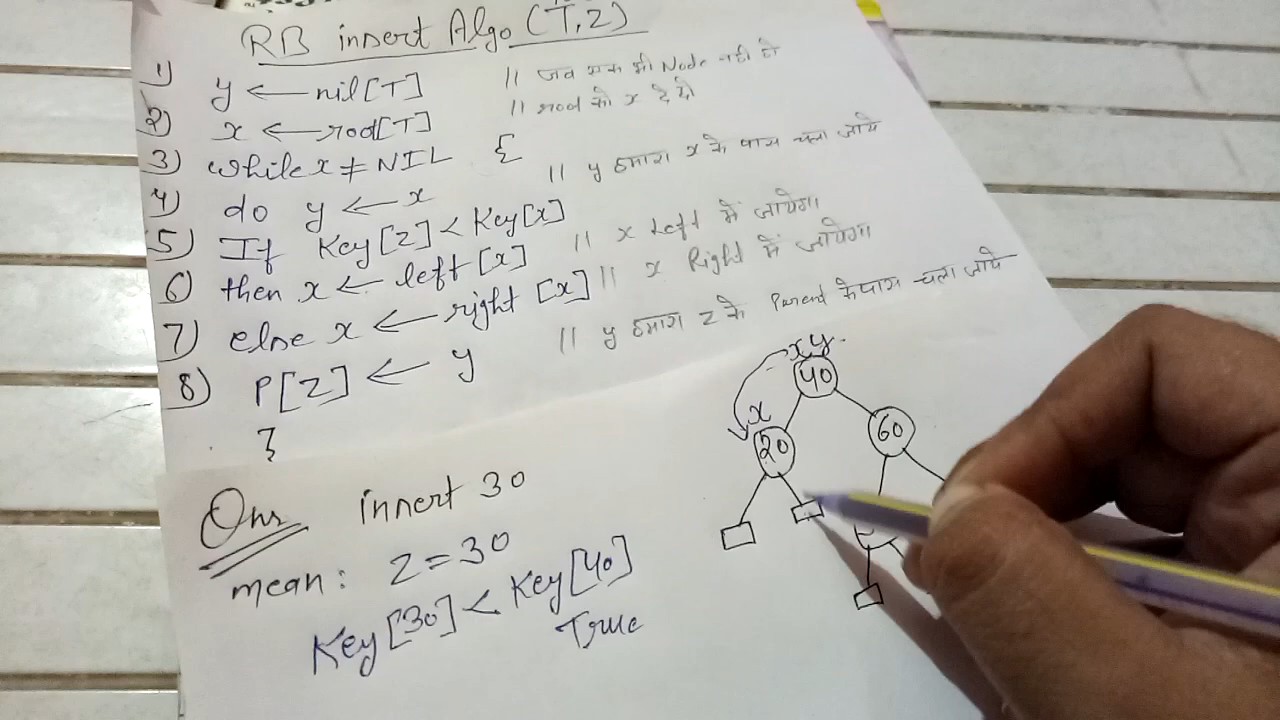 RB insert Algo (T,Z)
1) y ← nil[T] // जब एक भी Node नही हो
2) x ← root[T] // root को x दे दो
3) while x ≠ NIL {
4) do y ← x // y हमारा x के पास चला जाये
5) If Key[Z] < Key[x]
6) then x ← left[x] // x Left में जायेगा
7) else x ← right [x] // x Right में जायेगा
8) P[Z] ← y // y हमारा Z के Parent के पास चला जाये
}
Qns insert 30
mean: Z = 30
Key[30] < Key[40]
True
x y
40
x
20 60